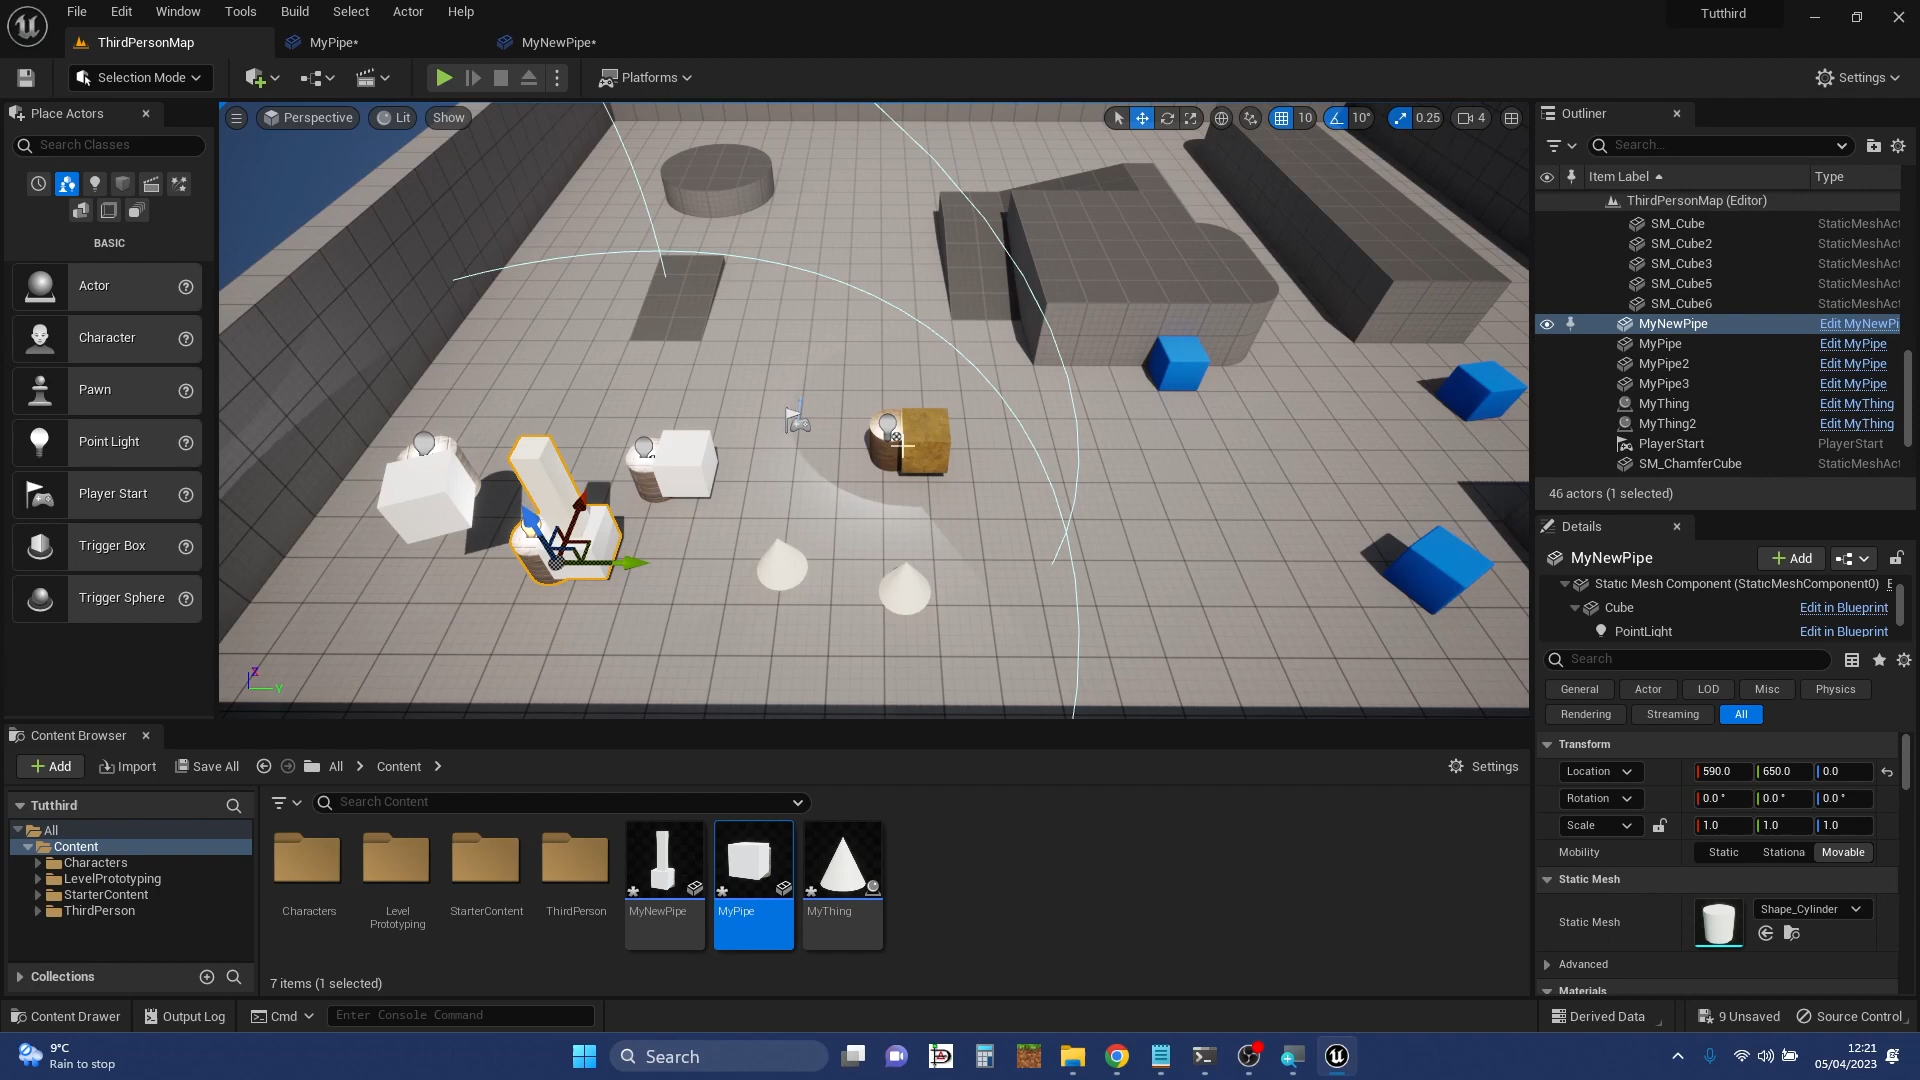 File Edit Window Tools Build Select Actor Help
Tutthird
ThirdPersonMap
MyPipe*
MyNewPipe*
Selection Mode
Platforms
Settings
Place Actors
Search Classes
BASIC
Actor
Character
Pawn
Point Light
Player Start
Trigger Box
Trigger Sphere
Perspective
Lit
Show
10
10°
0.25
4
Z
Y
Outliner
Search...
Item Label
Type
ThirdPersonMap (Editor)
SM_Cube StaticMeshAct
SM_Cube2 StaticMeshAct
SM_Cube3 StaticMeshAct
SM_Cube5 StaticMeshAct
SM_Cube6 StaticMeshAct
MyNewPipe Edit MyNewPi
MyPipe Edit MyPipe
MyPipe2 Edit MyPipe
MyPipe3 Edit MyPipe
MyThing Edit MyThing
MyThing2 Edit MyThing
PlayerStart PlayerStart
SM_ChamferCube StaticMeshAct
46 actors (1 selected)
Details
MyNewPipe
Add
Static Mesh Component (StaticMeshComponent0) E
Cube Edit in Blueprint
PointLight Edit in Blueprint
Search
General Actor LOD Misc Physics
Rendering Streaming All
Transform
Location 590.0 650.0 0.0
Rotation 0.0 ° 0.0 ° 0.0 °
Scale 1.0 1.0 1.0
Mobility Static Stationa Movable
Static Mesh
Static Mesh Shape_Cylinder
Advanced
Materials
Content Browser
Add Import Save All All Content Settings
Tutthird
All
Content
Characters
LevelPrototyping
StarterContent
ThirdPerson
Collections
Search Content
Characters
Level
Prototyping
StarterContent
ThirdPerson
MyNewPipe
MyPipe
MyThing
7 items (1 selected)
Content Drawer Output Log Cmd Enter Console Command Derived Data 9 Unsaved Source Control
9°C
Rain to stop
Search
12:21
05/04/2023